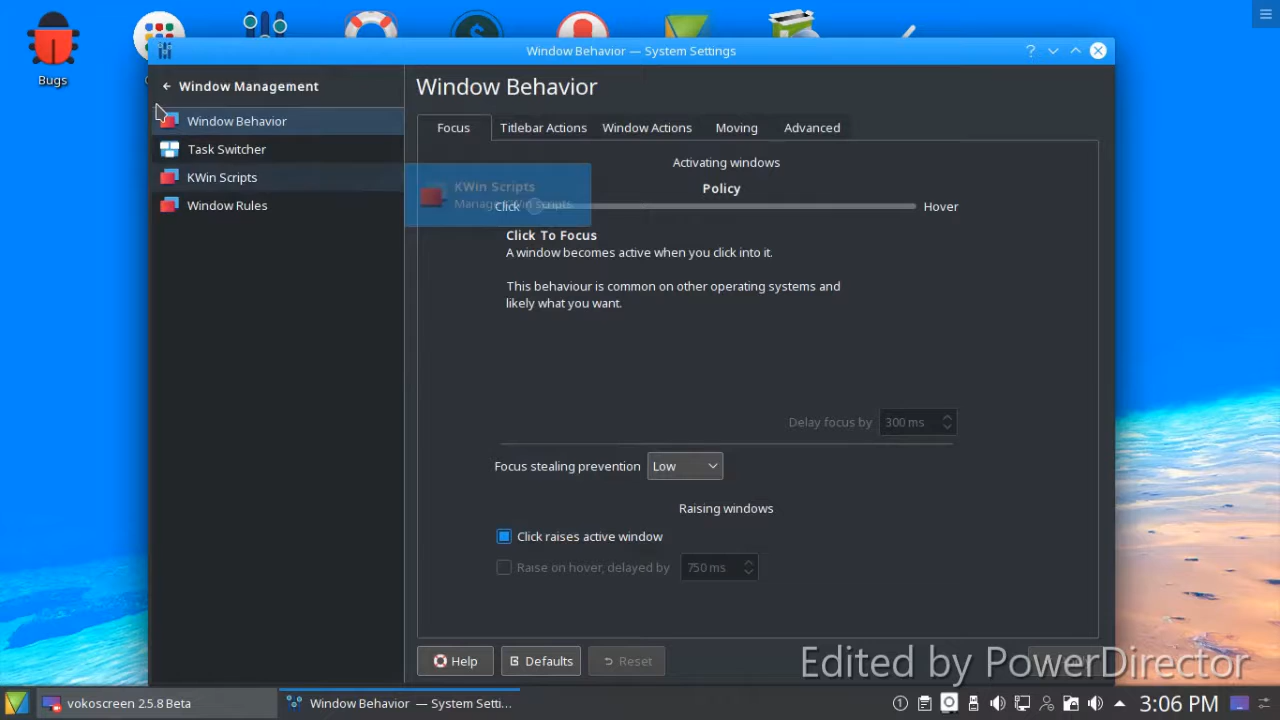 Bugs
Window Behavior — System Settings
Window Management
Window Behavior
Task Switcher
KWin Scripts
Window Rules
Window Behavior
Focus
Titlebar Actions
Window Actions
Moving
Advanced
Activating windows
KWin Scripts
Policy
Click
Hover
Click To Focus
A window becomes active when you click into it.
This behaviour is common on other operating systems and
likely what you want.
Delay focus by 300 ms
Focus stealing prevention Low
Raising windows
Click raises active window
Raise on hover, delayed by 750 ms
Help
Defaults
Reset
Edited by PowerDirector
vokoscreen 2.5.8 Beta
Window Behavior — System Setti...
3:06 PM